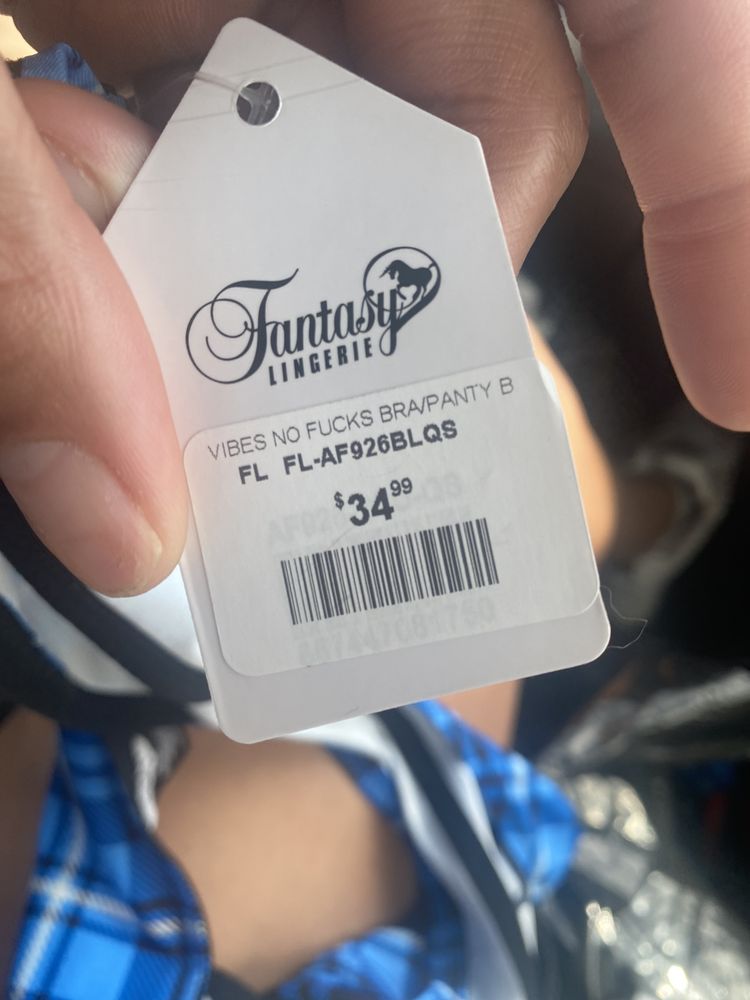 Fantasy
LINGERIE
VIBES NO FUCKS BRA/PANTY B
FL FL-AF926BLQS
$34.99